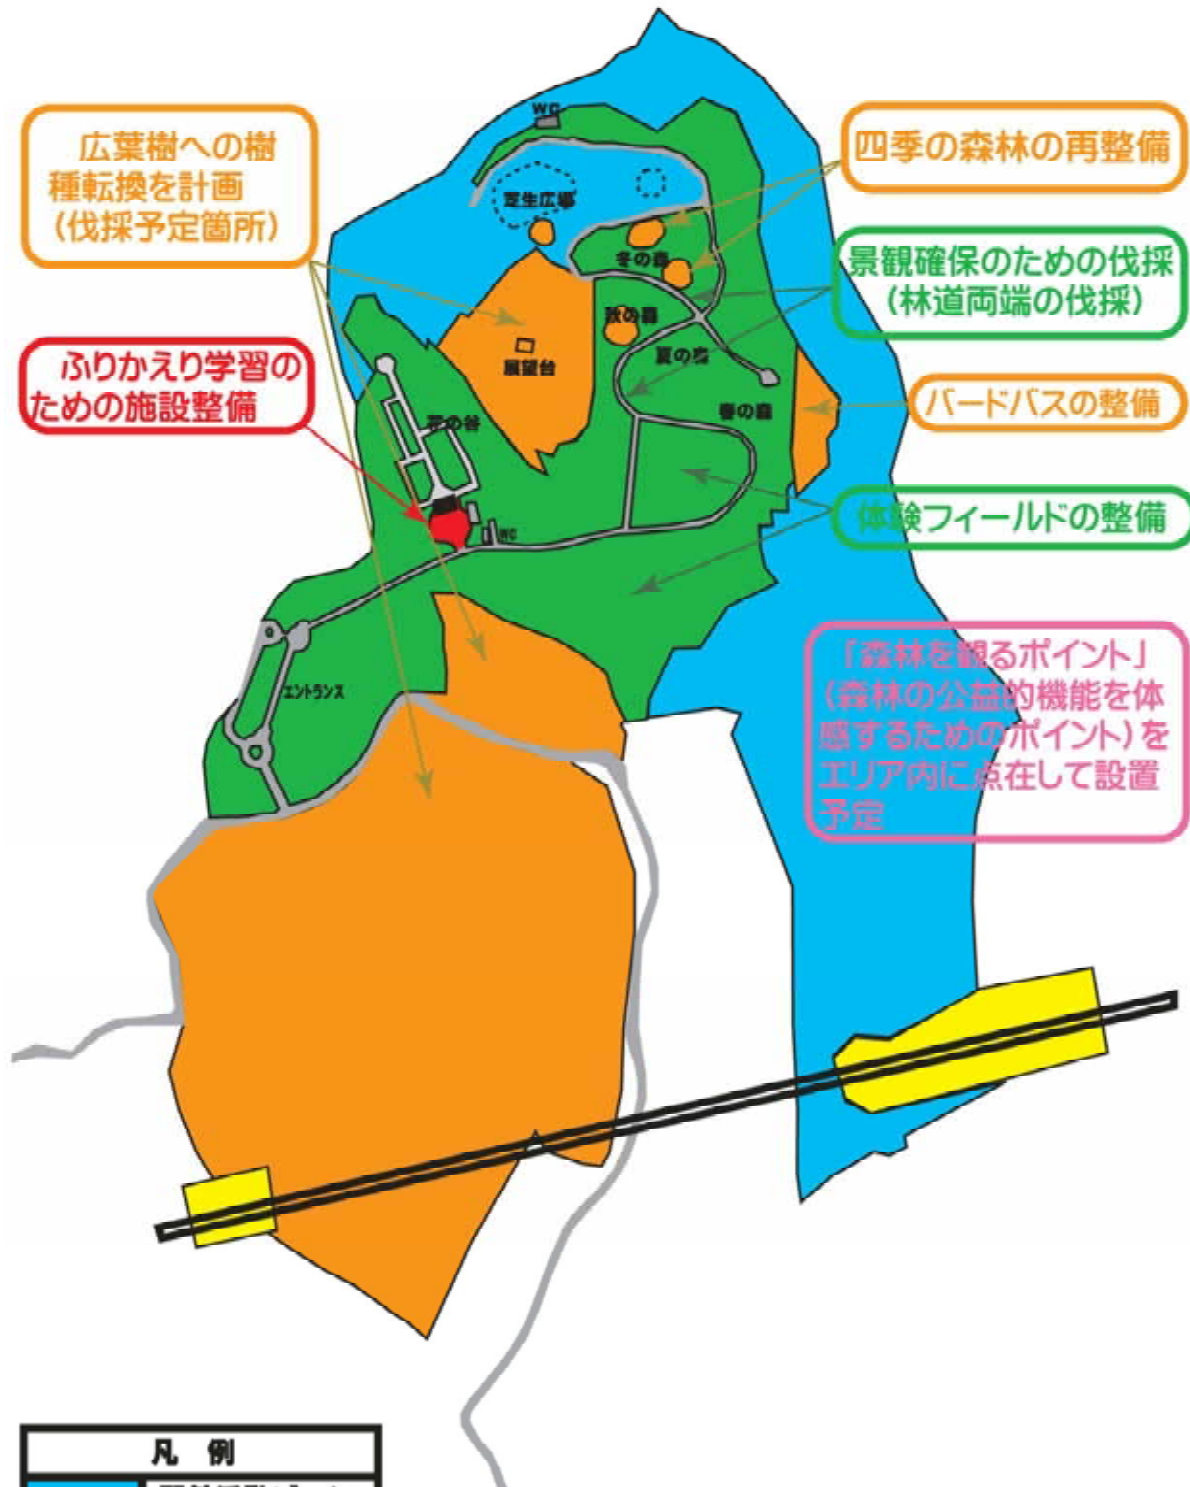 広葉樹への樹
種転換を計画
(伐採予定箇所)
ふりかえり学習の
ための施設整備
四季の森林の再整備
景観確保のための伐採
(林道両端の伐採)
バードバスの整備
体験フィールドの整備
「森林を観るポイント」
(森林の公益的機能を体
感するためのポイント)を
エリア内に点在して設置
予定
WC
芝生広場
冬の森
秋の森
夏の森
春の森
展望台
花の谷
WC
エントランス
凡 例